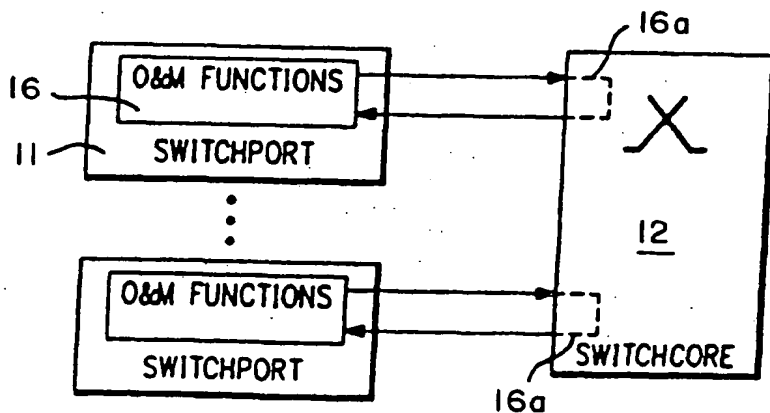 16a
O&M FUNCTIONS
16
11
SWITCHPORT
12
O&M FUNCTIONS
SWITCHPORT
SWITCHCORE
16a